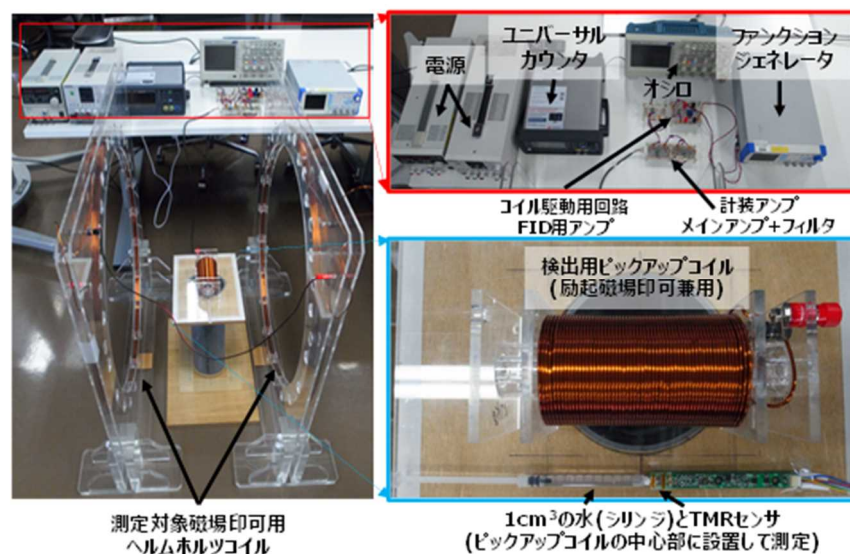 電源
ユニバーサル
カウンタ
オシロ
ファンクション
ジェネレータ
コイル駆動用回路
FID用アンプ
計装アンプ
メインアンプ+フィルタ
検出用ピックアップコイル
(励起磁場印可兼用)
測定対象磁場印可用
ヘルムホルツコイル
1cm³の水(シリンジ)とTMRセンサ
(ピックアップコイルの中心部に設置して測定)